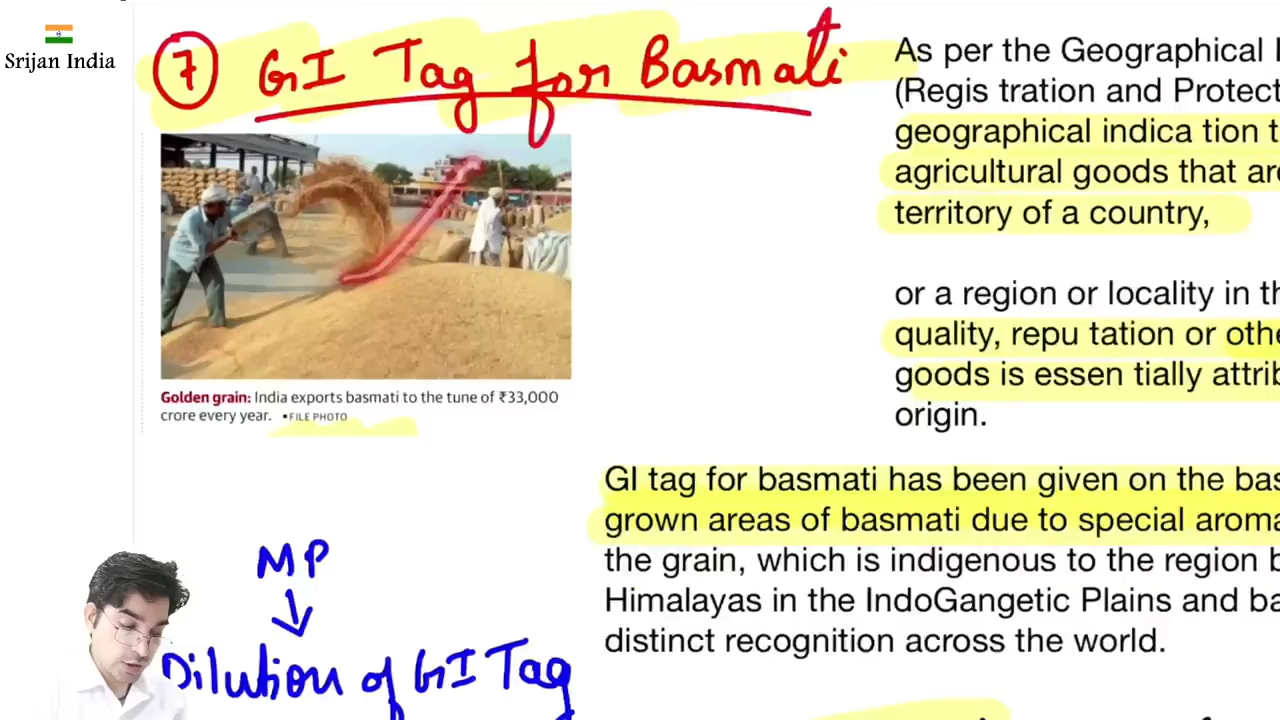 Srijan India
7 GI Tag for Basmati
Golden grain: India exports basmati to the tune of ₹33,000
crore every year. ▪FILE PHOTO
As per the Geographical
(Regis tration and Protect
geographical indica tion t
agricultural goods that are
territory of a country,
or a region or locality in th
quality, repu tation or othe
goods is essen tially attrib
origin.
GI tag for basmati has been given on the bas
grown areas of basmati due to special aroma
the grain, which is indigenous to the region b
Himalayas in the IndoGangetic Plains and ba
distinct recognition across the world.
MP
Dilution of GI Tag